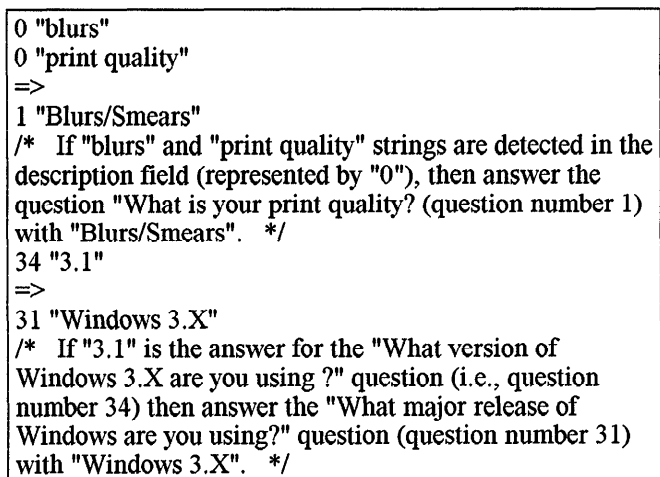 0 "blurs"
0 "print quality"
=>
1 "Blurs/Smears"
/* If "blurs" and "print quality" strings are detected in the
description field (represented by "0"), then answer the
question "What is your print quality? (question number 1)
with "Blurs/Smears". */
34 "3.1"
=>
31 "Windows 3.X"
/* If "3.1" is the answer for the "What version of
Windows 3.X are you using ?" question (i.e., question
number 34) then answer the "What major release of
Windows are you using?" question (question number 31)
with "Windows 3.X". */